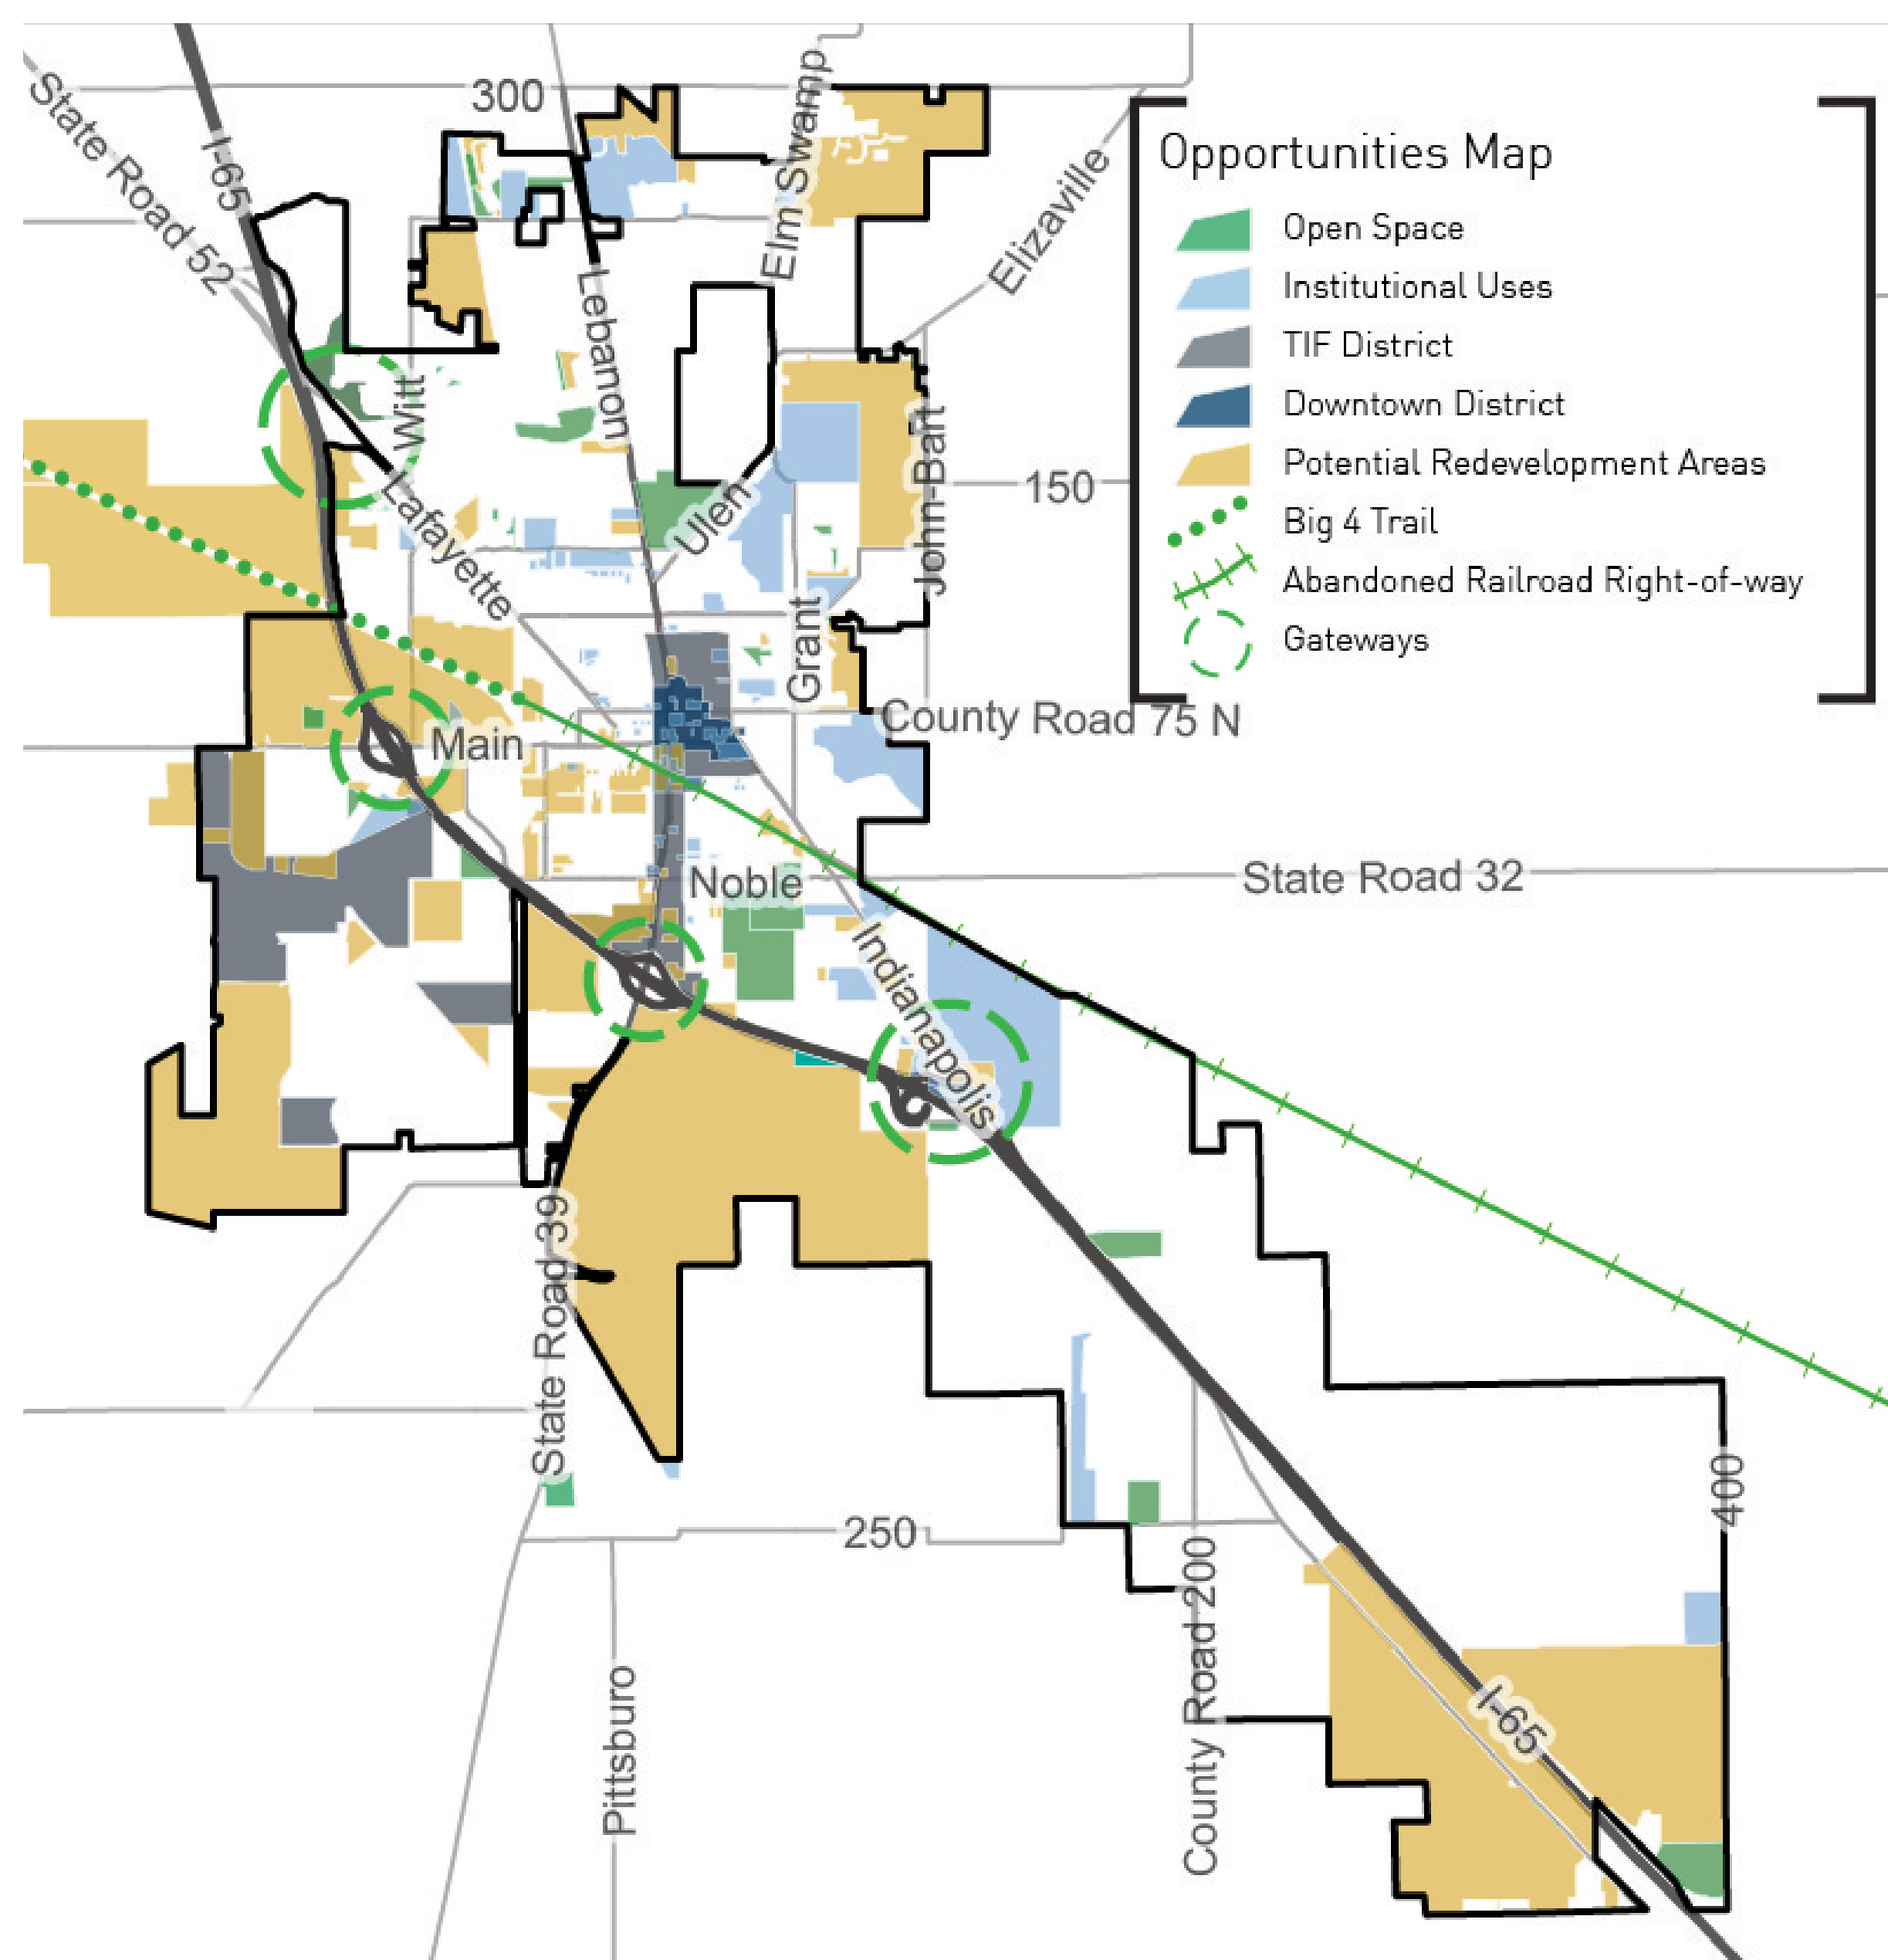 300
State Road 52
I-65
Elm Swamp
Elizaville
Opportunities Map
Open Space
Institutional Uses
TIF District
Downtown District
Potential Redevelopment Areas
Big 4 Trail
Abandoned Railroad Right-of-way
Gateways
Lebanon
Witt
Lafayette
Ulen
John-Bart
150
Grant
County Road 75 N
Main
Noble
State Road 32
Indianapolis
State Road 39
250
400
County Road 200
Pittsburo
I-65